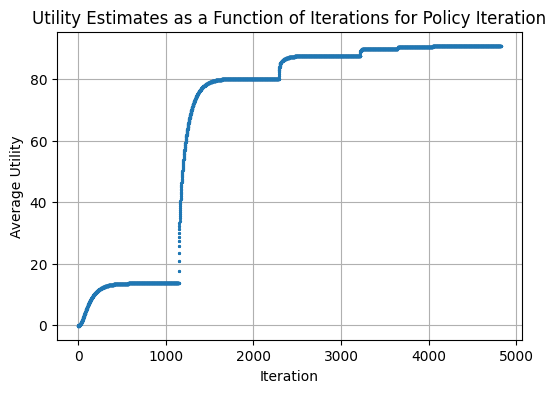 Utility Estimates as a Function of Iterations for Policy Iteration
Average Utility
80
60
40
20
0
0 1000 2000 3000 4000 5000
Iteration